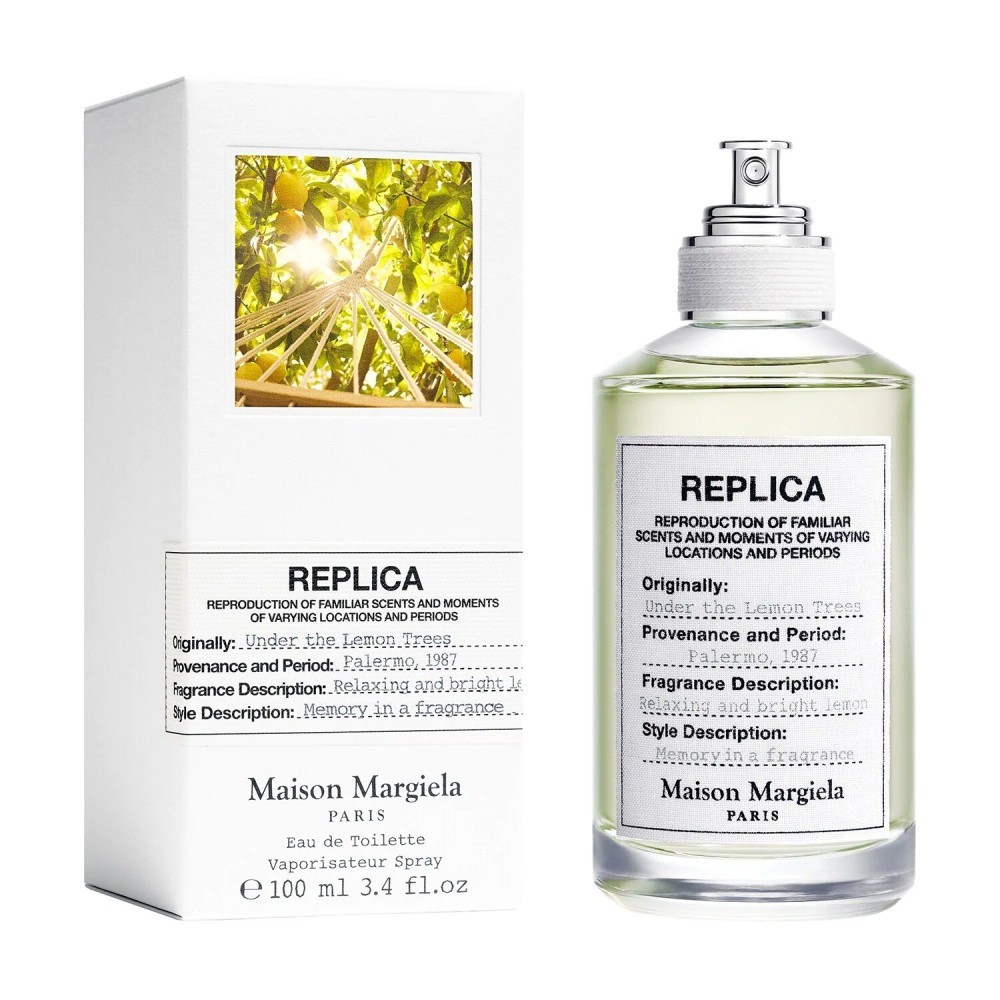 REPLICA
REPRODUCTION OF FAMILIAR SCENTS AND MOMENTS
OF VARYING LOCATIONS AND PERIODS
Originally: Under the Lemon Trees
Provenance and Period: Palermo, 1987
Fragrance Description: Relaxing and bright le
Style Description: Memory in a fragrance
Maison Margiela
PARIS
Eau de Toilette
Vaporisateur Spray
℮ 100 ml 3.4 fl.oz
REPLICA
REPRODUCTION OF FAMILIAR
SCENTS AND MOMENTS OF VARYING
LOCATIONS AND PERIODS
Originally:
Under the Lemon Trees
Provenance and Period:
Palermo, 1987
Fragrance Description:
Relaxing and bright lemon
Style Description:
Memory in a fragrance
Maison Margiela
PARIS